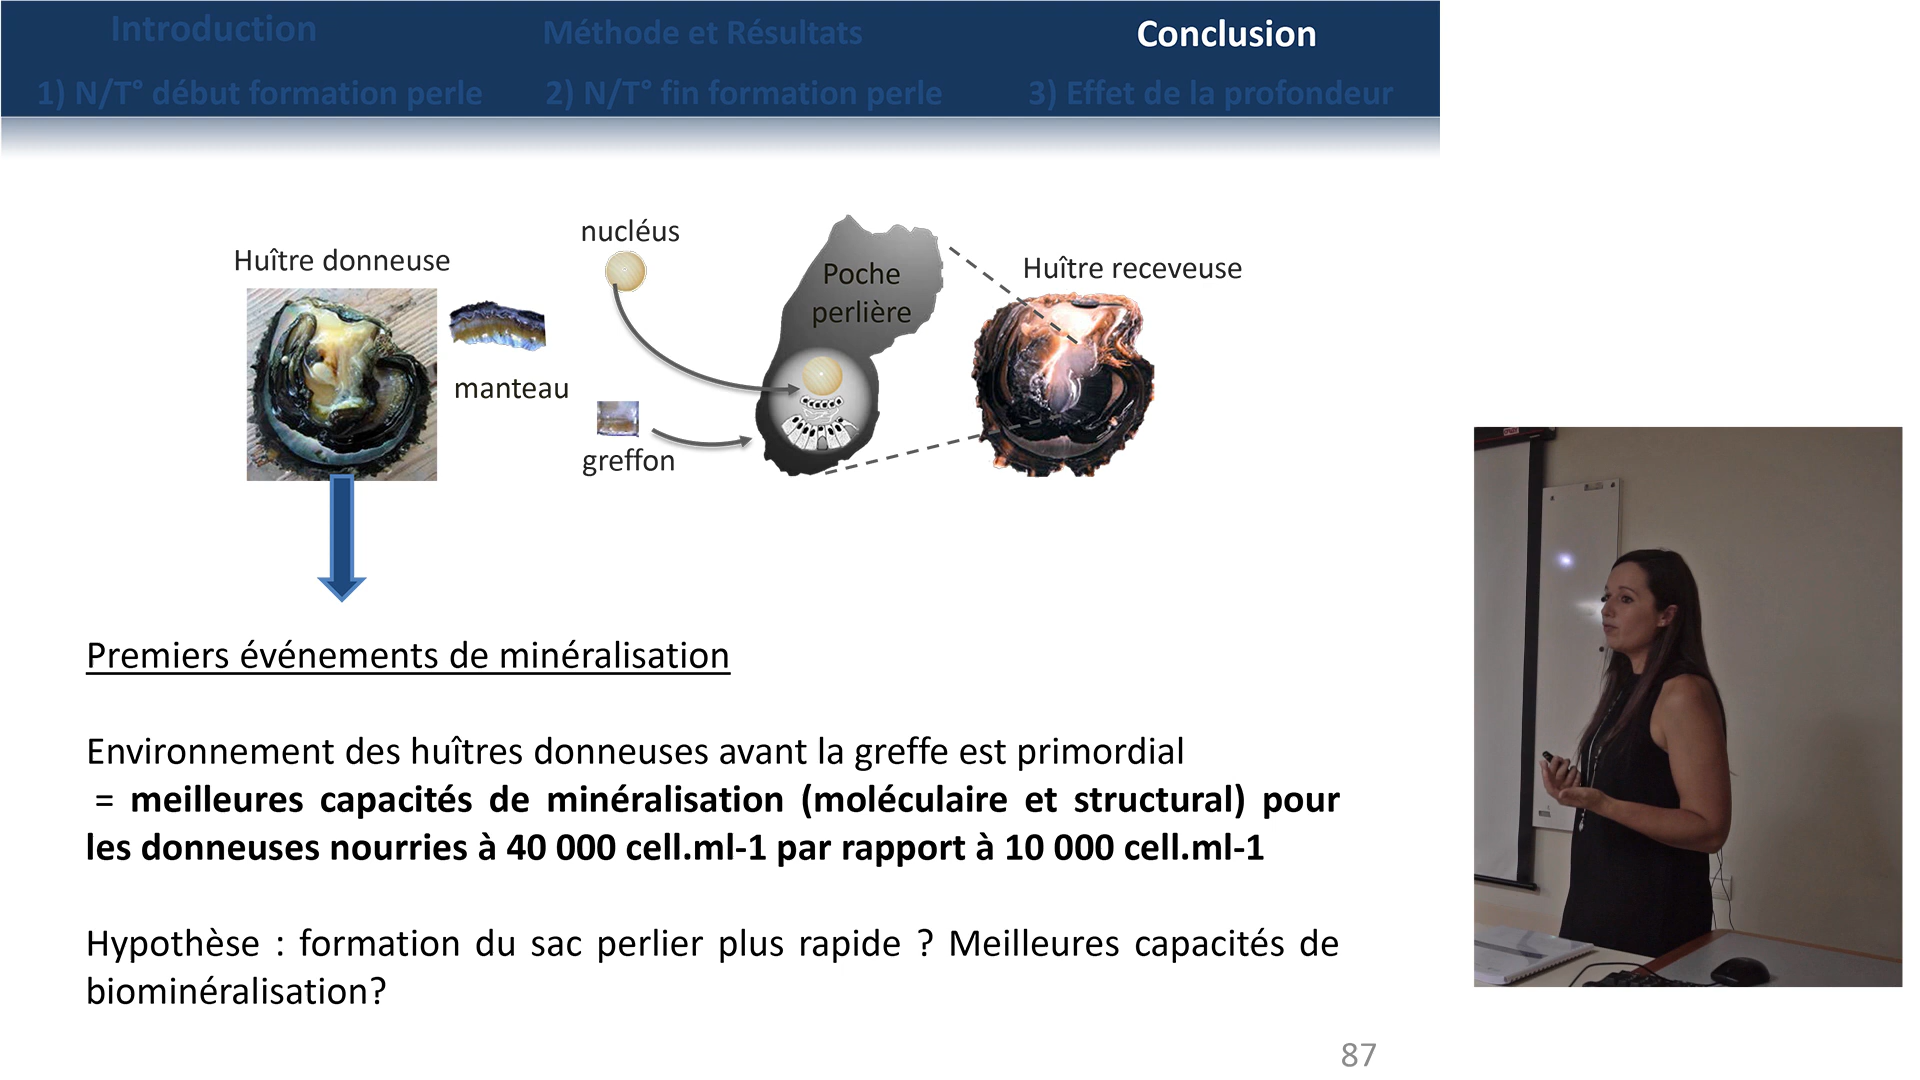 Introduction
Méthode et Résultats
Conclusion
1) N/T° début formation perle
2) N/T° fin formation perle
3) Effet de la profondeur
nucléus
Huître donneuse
Poche
perlière
Huître receveuse
manteau
greffon
Premiers événements de minéralisation
Environnement des huîtres donneuses avant la greffe est primordial
= meilleures capacités de minéralisation (moléculaire et structural) pour
les donneuses nourries à 40 000 cell.ml-1 par rapport à 10 000 cell.ml-1
Hypothèse : formation du sac perlier plus rapide ? Meilleures capacités de
biominéralisation?
87